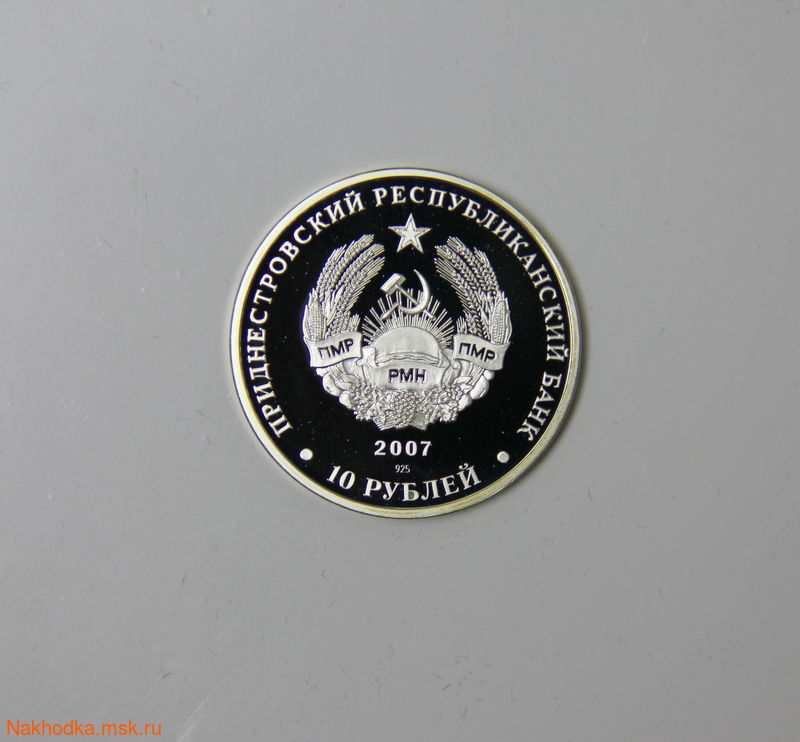 ПРИДНЕСТРОВСКИЙ РЕСПУБЛИКАНСКИЙ БАНК
ПМР
ПМР
РМН
2007
925
• 10 РУБЛЕЙ •
Nakhodka.msk.ru